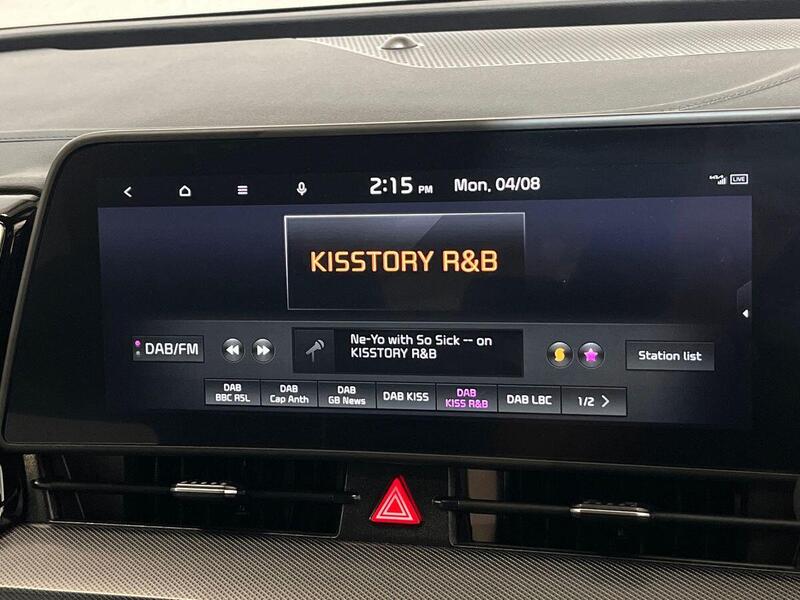 2:15 PM Mon, 04/08
LIVE
KISSTORY R&B
DAB/FM
Ne-Yo with So Sick -- on
KISSTORY R&B
Station list
DAB
BBC R5L
DAB
Cap Anth
DAB
GB News
DAB KISS
DAB
KISS R&B
DAB LBC
1/2